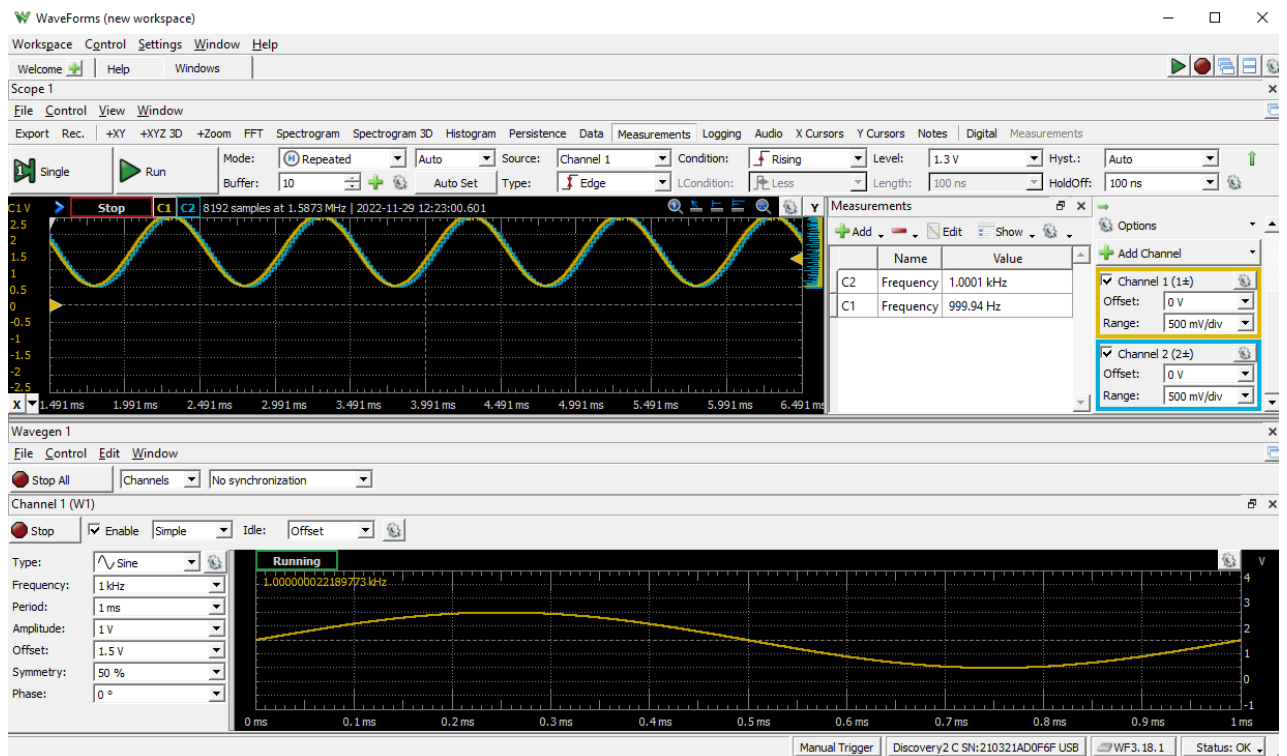 WaveForms (new workspace)
Workspace Control Settings Window Help
Welcome Help Windows
Scope 1
File Control View Window
Export Rec. +XY +XYZ 3D +Zoom FFT Spectrogram Spectrogram 3D Histogram Persistence Data Measurements Logging Audio X Cursors Y Cursors Notes Digital Measurements
Single Run Mode: Repeated Auto Source: Channel 1 Condition: Rising Level: 1.3 V Hyst.: Auto
Buffer: 10 Auto Set Type: Edge LCondition: Less Length: 100 ns HoldOff: 100 ns
C1 V Stop C1 C2 8192 samples at 1.5873 MHz | 2022-11-29 12:23:00.601 Y
2.5
2
1.5
1
0.5
0
-0.5
-1
-1.5
-2
-2.5
X 1.491 ms 1.991 ms 2.491 ms 2.991 ms 3.491 ms 3.991 ms 4.491 ms 4.991 ms 5.491 ms 5.991 ms 6.491 ms
Measurements
Add Edit Show
Name Value
C2 Frequency 1.0001 kHz
C1 Frequency 999.94 Hz
Options
Add Channel
Channel 1 (1±)
Offset: 0 V
Range: 500 mV/div
Channel 2 (2±)
Offset: 0 V
Range: 500 mV/div
Wavegen 1
File Control Edit Window
Stop All Channels No synchronization
Channel 1 (W1)
Stop Enable Simple Idle: Offset
Type: Sine
Frequency: 1 kHz
Period: 1 ms
Amplitude: 1 V
Offset: 1.5 V
Symmetry: 50 %
Phase: 0 °
Running V
1.000000022189773 kHz
4
3
2
1
0
-1
0 ms 0.1 ms 0.2 ms 0.3 ms 0.4 ms 0.5 ms 0.6 ms 0.7 ms 0.8 ms 0.9 ms 1 ms
Manual Trigger Discovery2 C SN:210321AD0F6F USB WF3.18.1 Status: OK